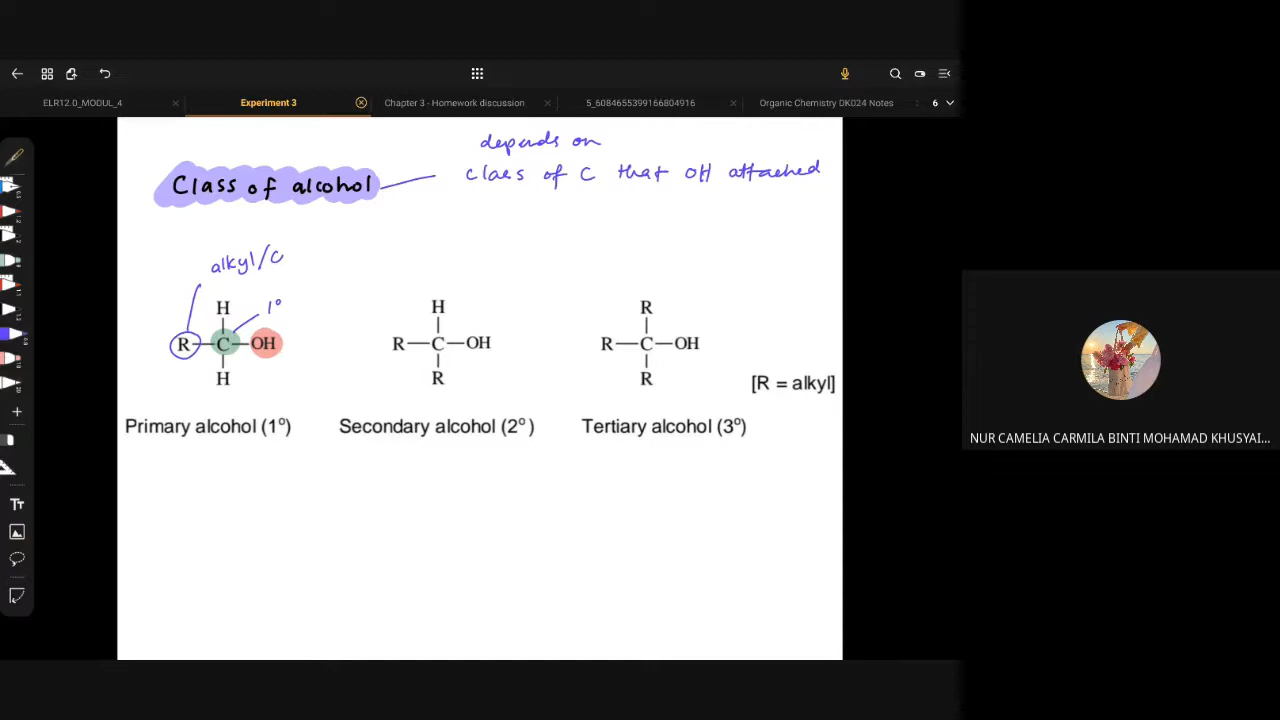 ELR12.0_MODUL_4
Experiment 3
Chapter 3 - Homework discussion
5_6084655399166804916
Organic Chemistry DK024 Notes
6
depends on
class of C that OH attached
Class of alcohol
alkyl/C
1°
H
R—C—OH
H
Primary alcohol (1°)
H
R—C—OH
R
Secondary alcohol (2°)
R
R—C—OH
R
Tertiary alcohol (3°)
[R = alkyl]
Tt
NUR CAMELIA CARMILA BINTI MOHAMAD KHUSYAI...